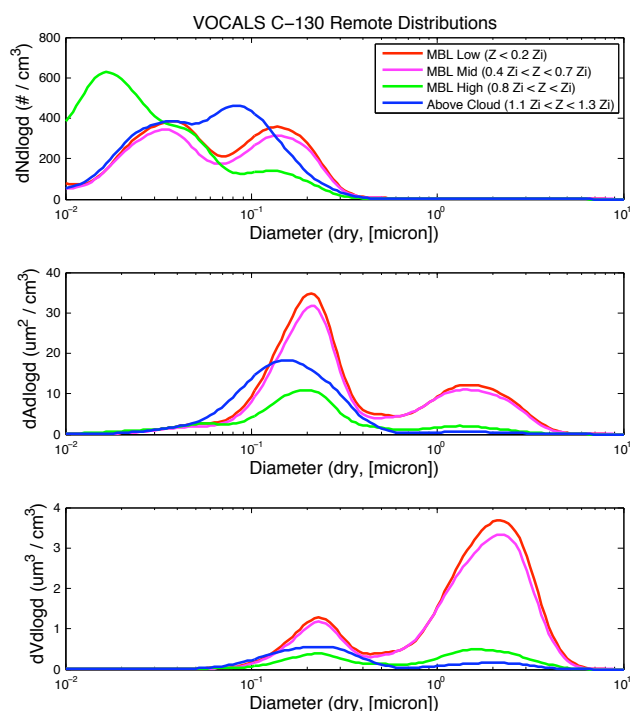 VOCALS C−130 Remote Distributions
800
600
400
200
0
dNdlogd (# / cm³)
MBL Low (Z < 0.2 Zi)
MBL Mid (0.4 Zi < Z < 0.7 Zi)
MBL High (0.8 Zi < Z < Zi)
Above Cloud (1.1 Zi < Z < 1.3 Zi)
10⁻² 10⁻¹ 10⁰ 10¹
Diameter (dry, [micron])
40
30
20
10
0
dAdlogd (um² / cm³)
10⁻² 10⁻¹ 10⁰ 10¹
Diameter (dry, [micron])
4
3
2
1
0
dVdlogd (um³ / cm³)
10⁻² 10⁻¹ 10⁰ 10¹
Diameter (dry, [micron])